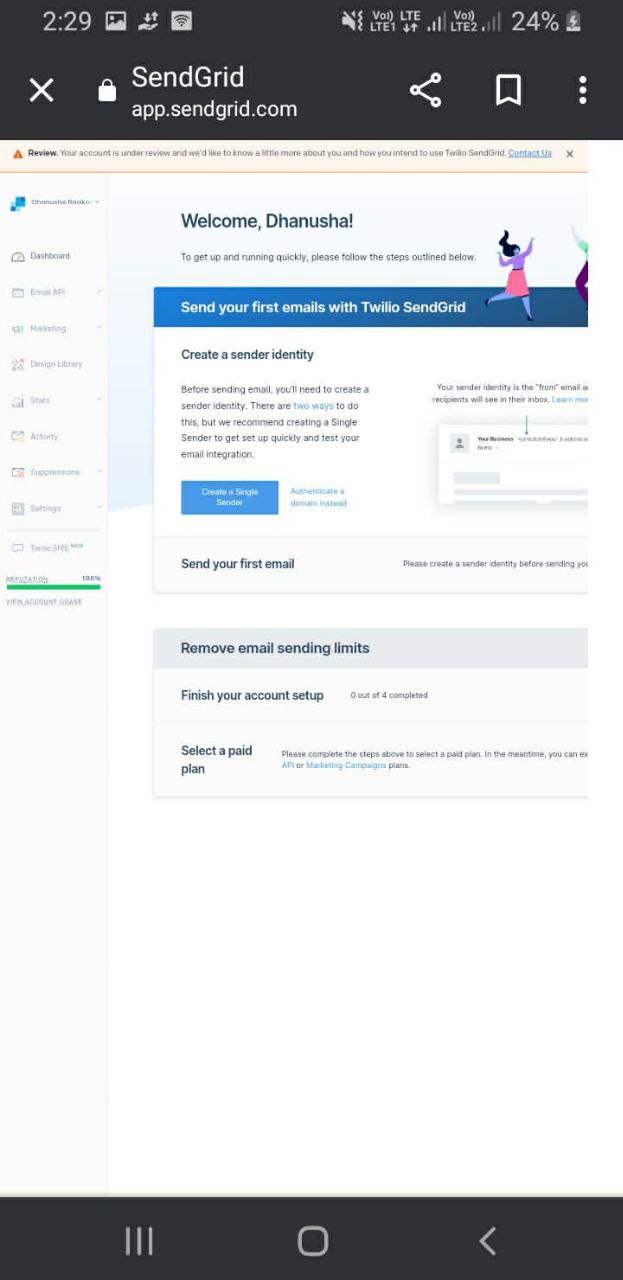 2:29
Vo) LTE
LTE1
Vo)
LTE2
24%
SendGrid
app.sendgrid.com
Review. Your account is under review and we'd like to know a little more about you and how you intend to use Twilio SendGrid. Contact Us
Dhanusha
Welcome, Dhanusha!
To get up and running quickly, please follow the steps outlined below.
Dashboard
Email API
Marketing
Design Library
Stats
Activity
Suppressions
Settings
Twilio SMS NEW
REPUTATION 100%
VIEW ACCOUNT USAGE
Send your first emails with Twilio SendGrid
Create a sender identity
Before sending email, you'll need to create a
sender identity. There are two ways to do
this, but we recommend creating a Single
Sender to get set up quickly and test your
email integration.
Your sender identity is the "from" email
recipients will see in their inbox. Learn
Your Business
to me
Create a Single
Sender
Authenticate a
domain instead
Send your first email
Please create a sender identity before sending
Remove email sending limits
Finish your account setup
0 out of 4 completed
Select a paid
plan
Please complete the steps above to select a paid plan. In the meantime, you can
API or Marketing Campaigns plans.